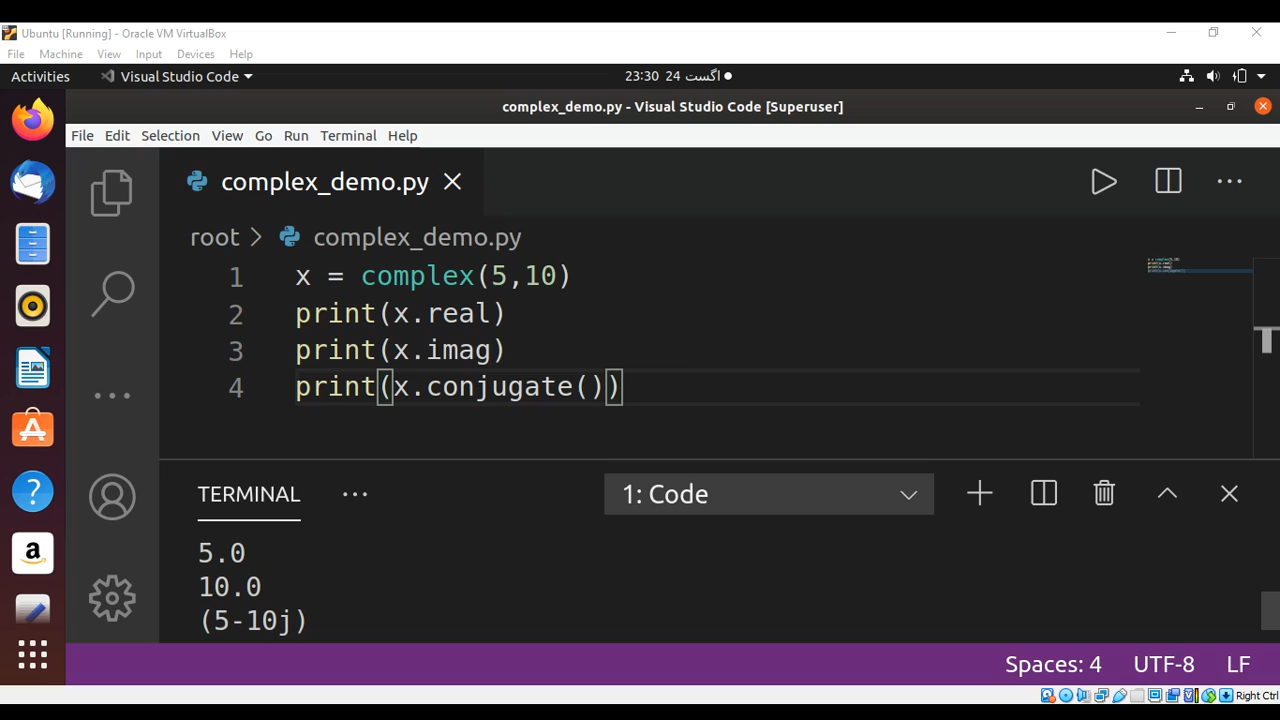 Ubuntu [Running] - Oracle VM VirtualBox
File Machine View Input Devices Help
Activities Visual Studio Code 23:30 24 اگست
complex_demo.py - Visual Studio Code [Superuser]
File Edit Selection View Go Run Terminal Help
complex_demo.py
root > complex_demo.py
1 x = complex(5,10)
2 print(x.real)
3 print(x.imag)
4 print(x.conjugate())
TERMINAL 1: Code
5.0
10.0
(5-10j)
Spaces: 4 UTF-8 LF
Right Ctrl